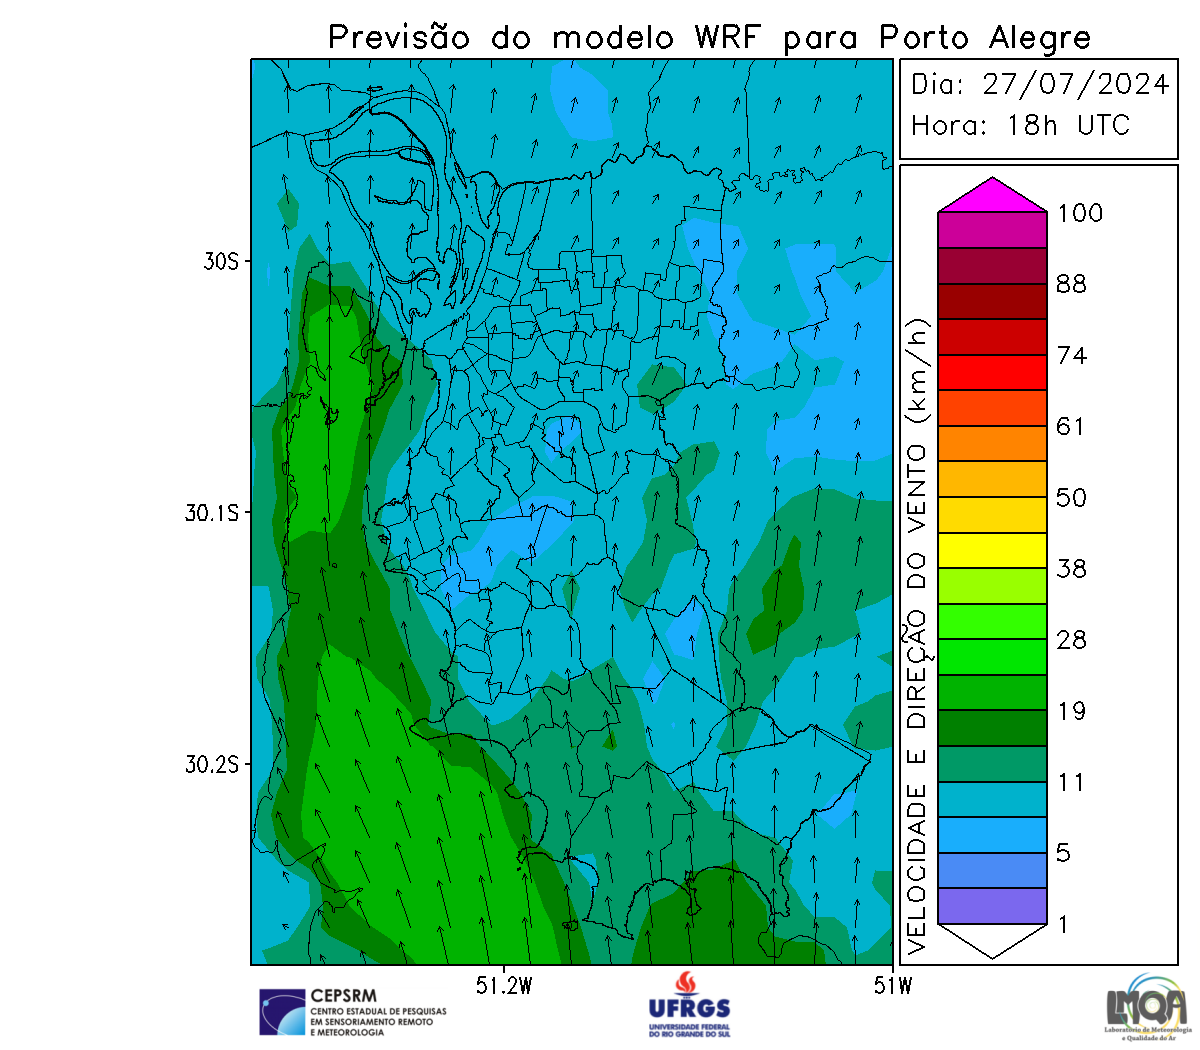 Previsão do modelo WRF para Porto Alegre
Dia: 27/07/2024
Hora: 18h UTC
30S
30.1S
30.2S
51.2W
51W
VELOCIDADE E DIREÇÃO DO VENTO (km/h)
100
88
74
61
50
38
28
19
11
5
1
CEPSRM
CENTRO ESTADUAL DE PESQUISAS
EM SENSORIAMENTO REMOTO
E METEOROLOGIA
UFRGS
UNIVERSIDADE FEDERAL
DO RIO GRANDE DO SUL
LMQA
Laboratório de Meteorologia
e Qualidade do Ar